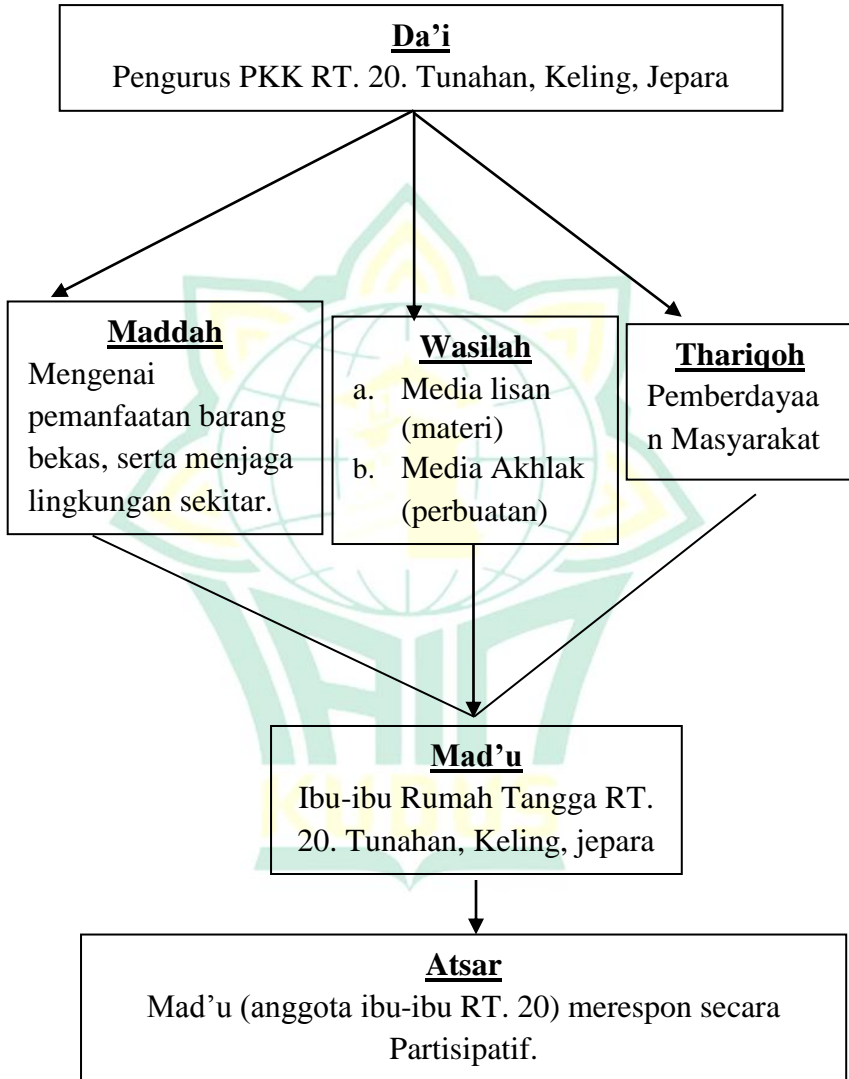 Da’i
Pengurus PKK RT. 20. Tunahan, Keling, Jepara
Maddah
Mengenai
pemanfaatan barang
bekas, serta menjaga
lingkungan sekitar.
Wasilah
a. Media lisan
(materi)
b. Media Akhlak
(perbuatan)
Thariqoh
Pemberdayaa
n Masyarakat
IAIN
KUDUS
Mad’u
Ibu-ibu Rumah Tangga RT.
20. Tunahan, Keling, jepara
Atsar
Mad’u (anggota ibu-ibu RT. 20) merespon secara
Partisipatif.